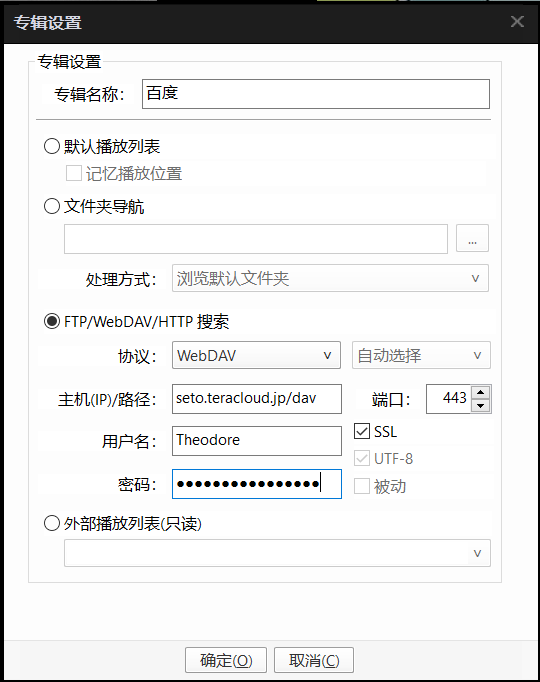 专辑设置
专辑设置
专辑名称： 百度
默认播放列表
记忆播放位置
文件夹导航
...
处理方式： 浏览默认文件夹
FTP/WebDAV/HTTP 搜索
协议： WebDAV 自动选择
主机(IP)/路径： seto.teracloud.jp/dav 端口： 443
用户名： Theodore SSL
UTF-8
密码： ●●●●●●●●●●●●●●●● 被动
外部播放列表(只读)
确定(O) 取消(C)